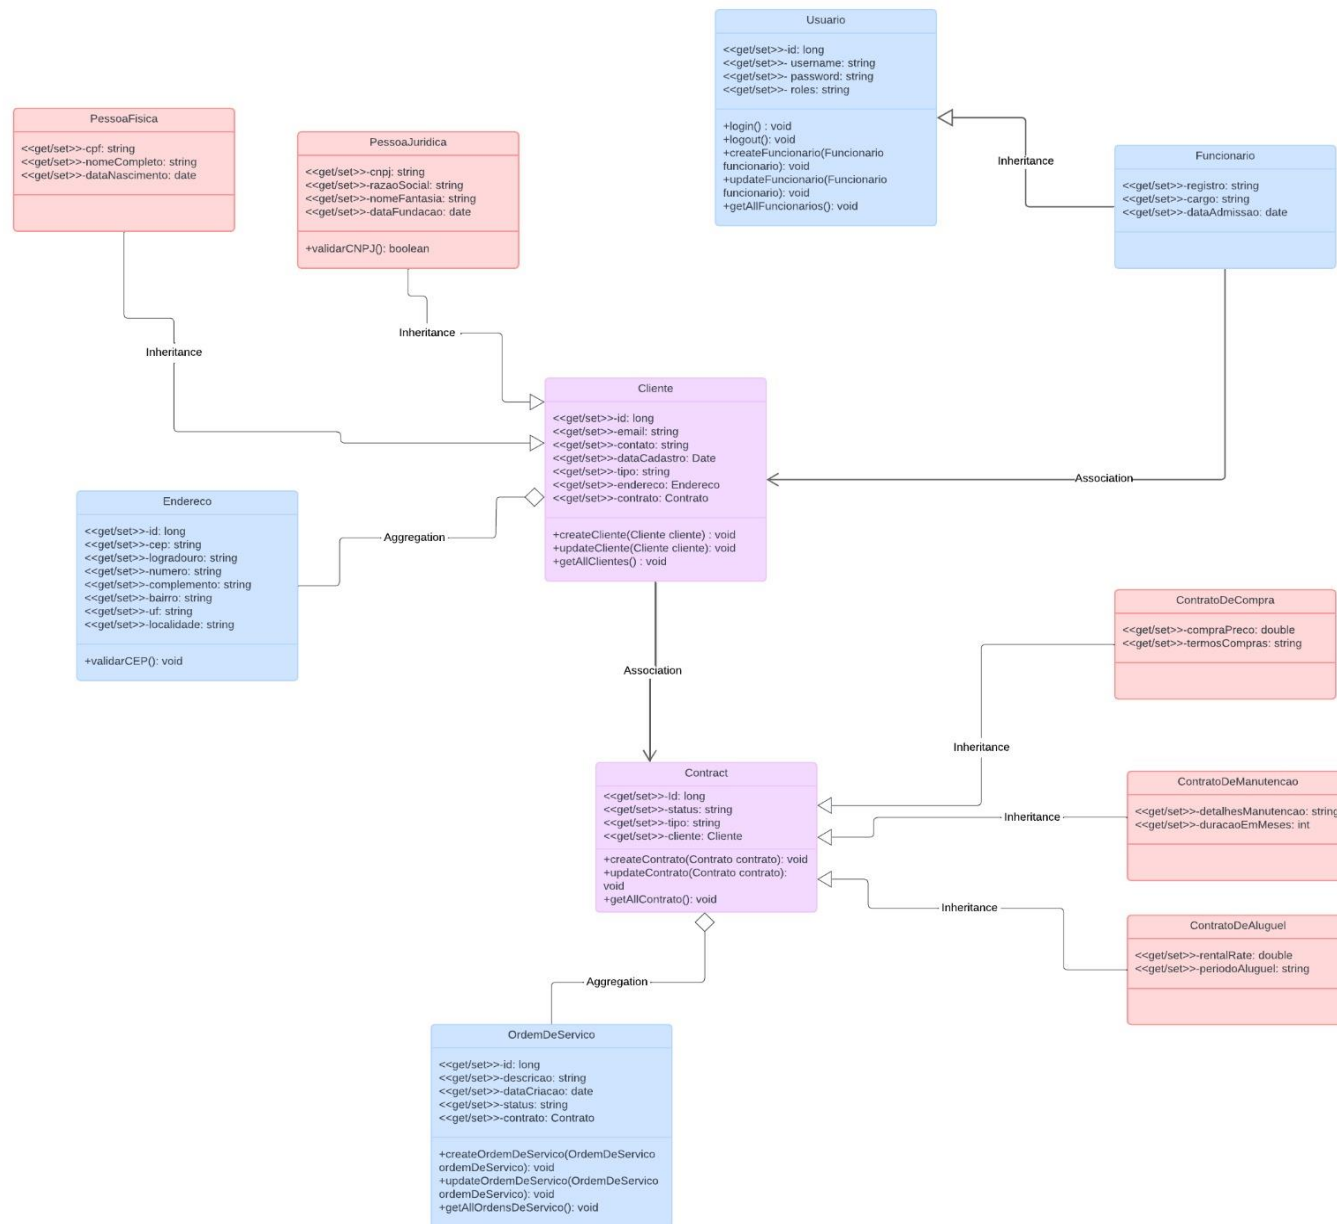 Usuario
<<get/set>>-id: long
<<get/set>>- username: string
<<get/set>>- password: string
<<get/set>>- roles: string
+login() : void
+logout(): void
+createFuncionario(Funcionario
funcionario): void
+updateFuncionario(Funcionario
funcionario): void
+getAllFuncionarios(): void
PessoaFisica
<<get/set>>-cpf: string
<<get/set>>-nomeCompleto: string
<<get/set>>-dataNascimento: date
PessoaJuridica
<<get/set>>-cnpj: string
<<get/set>>-razaoSocial: string
<<get/set>>-nomeFantasia: string
<<get/set>>-dataFundacao: date
+validarCNPJ(): boolean
Inheritance
Funcionario
<<get/set>>-registro: string
<<get/set>>-cargo: string
<<get/set>>-dataAdmissao: date
Inheritance
Inheritance
Cliente
<<get/set>>-id: long
<<get/set>>-email: string
<<get/set>>-contato: string
<<get/set>>-dataCadastro: Date
<<get/set>>-tipo: string
<<get/set>>-endereco: Endereco
<<get/set>>-contrato: Contrato
+createCliente(Cliente cliente) : void
+updateCliente(Cliente cliente): void
+getAllClientes() : void
Association
Endereco
<<get/set>>-id: long
<<get/set>>-cep: string
<<get/set>>-logradouro: string
<<get/set>>-numero: string
<<get/set>>-complemento: string
<<get/set>>-bairro: string
<<get/set>>-uf: string
<<get/set>>-localidade: string
+validarCEP(): void
Aggregation
Association
ContratoDeCompra
<<get/set>>-compraPreco: double
<<get/set>>-termosCompras: string
Inheritance
Contract
<<get/set>>-Id: long
<<get/set>>-status: string
<<get/set>>-tipo: string
<<get/set>>-cliente: Cliente
+createContrato(Contrato contrato): void
+updateContrato(Contrato contrato):
void
+getAllContrato(): void
ContratoDeManutencao
<<get/set>>-detalhesManutencao: string
<<get/set>>-duracaoEmMeses: int
Inheritance
Inheritance
ContratoDeAluguel
<<get/set>>-rentalRate: double
<<get/set>>-periodoAluguel: string
Aggregation
OrdemDeServico
<<get/set>>-id: long
<<get/set>>-descricao: string
<<get/set>>-dataCriacao: date
<<get/set>>-status: string
<<get/set>>-contrato: Contrato
+createOrdemDeServico(OrdemDeServico
ordemDeServico): void
+updateOrdemDeServico(OrdemDeServico
ordemDeServico): void
+getAllOrdensDeServico(): void